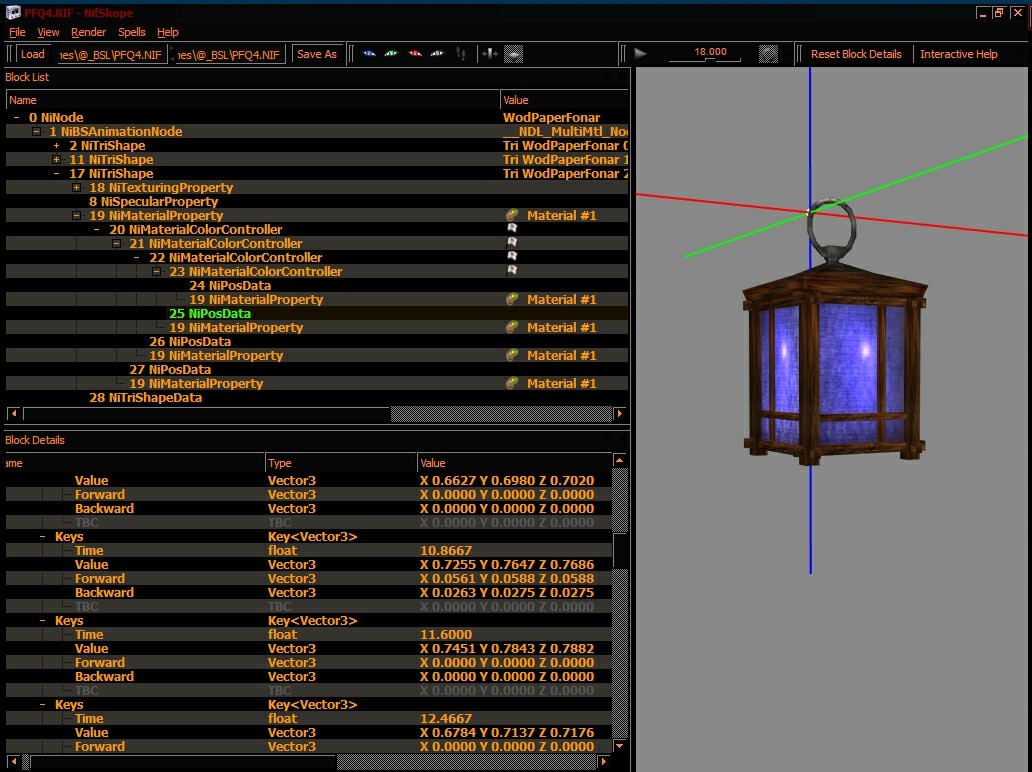 PFQ4.NIF - NifSkope
File View Render Spells Help
Load nes\@_BSL\PFQ4.NIF nes\@_BSL\PFQ4.NIF Save As 18.000 Reset Block Details Interactive Help
Block List
Name Value
0 NiNode WodPaperFonar
1 NiBSAnimationNode __NDL_MultiMtl_No
2 NiTriShape Tri WodPaperFonar 0
11 NiTriShape Tri WodPaperFonar 1
17 NiTriShape Tri WodPaperFonar 2
18 NiTexturingProperty
8 NiSpecularProperty
19 NiMaterialProperty Material #1
20 NiMaterialColorController
21 NiMaterialColorController
22 NiMaterialColorController
23 NiMaterialColorController
24 NiPosData
19 NiMaterialProperty Material #1
25 NiPosData
19 NiMaterialProperty Material #1
26 NiPosData
19 NiMaterialProperty Material #1
27 NiPosData
19 NiMaterialProperty Material #1
28 NiTriShapeData
Block Details
ame Type Value
Value Vector3 X 0.6627 Y 0.6980 Z 0.7020
Forward Vector3 X 0.0000 Y 0.0000 Z 0.0000
Backward Vector3 X 0.0000 Y 0.0000 Z 0.0000
TBC TBC X 0.0000 Y 0.0000 Z 0.0000
Keys Key<Vector3>
Time float 10.8667
Value Vector3 X 0.7255 Y 0.7647 Z 0.7686
Forward Vector3 X 0.0561 Y 0.0588 Z 0.0588
Backward Vector3 X 0.0263 Y 0.0275 Z 0.0275
TBC TBC X 0.0000 Y 0.0000 Z 0.0000
Keys Key<Vector3>
Time float 11.6000
Value Vector3 X 0.7451 Y 0.7843 Z 0.7882
Forward Vector3 X 0.0000 Y 0.0000 Z 0.0000
Backward Vector3 X 0.0000 Y 0.0000 Z 0.0000
TBC TBC X 0.0000 Y 0.0000 Z 0.0000
Keys Key<Vector3>
Time float 12.4667
Value Vector3 X 0.6784 Y 0.7137 Z 0.7176
Forward Vector3 X 0.0000 Y 0.0000 Z 0.0000